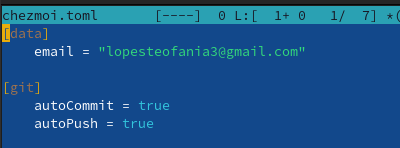 chezmoi.toml [----] 0 L:[ 1+ 0 1/ 7] *(
[data]
email = "lopesteofania3@gmail.com"
[git]
autoCommit = true
autoPush = true